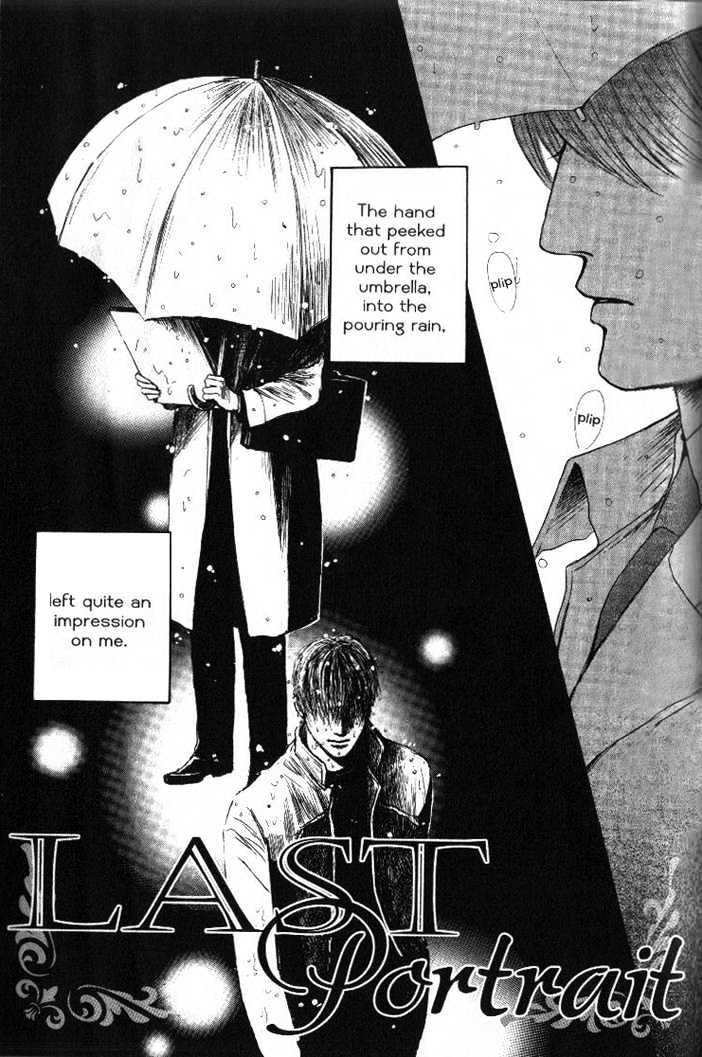 The hand
that peeked
out from
under the
umbrella,
into the
pouring rain,
plip
plip
left quite an
impression
on me.
LAST
Portrait